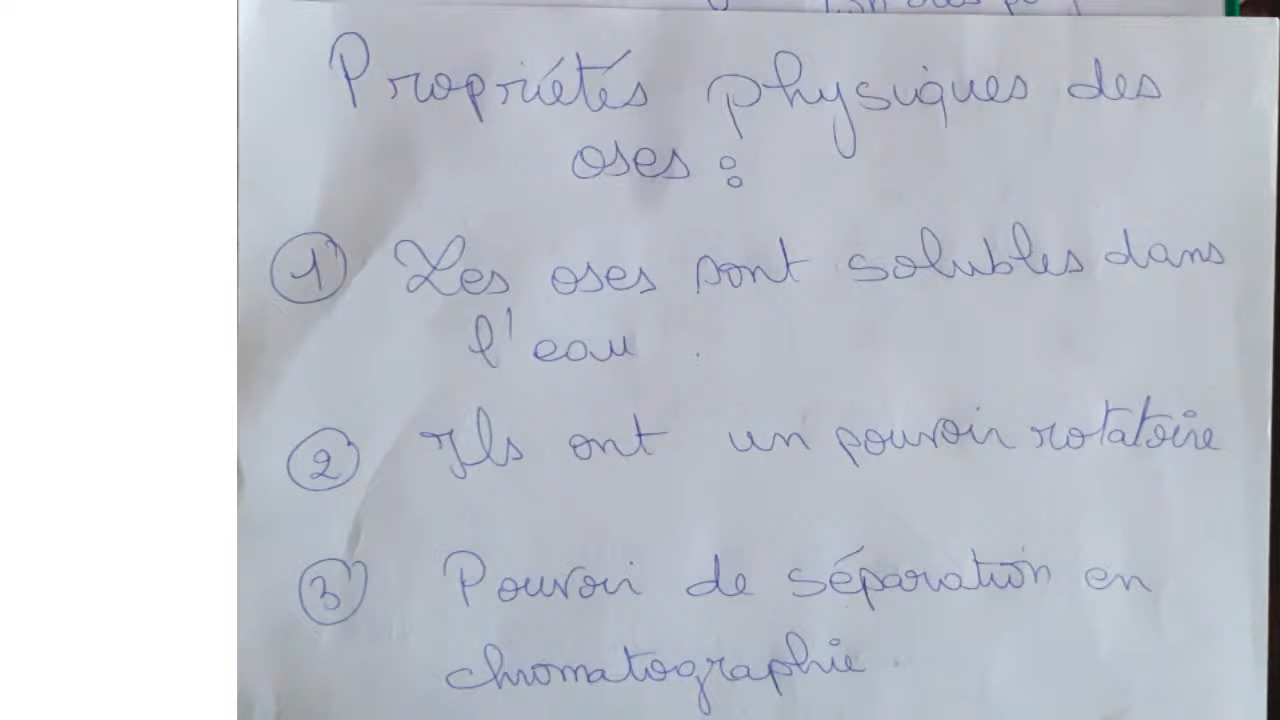 Propriétés physiques des
oses :
1 Les oses sont solubles dans
l'eau .
2 Ils ont un pouvoir rotatoire
3 Pouvoir de séparation en
chromatographie .